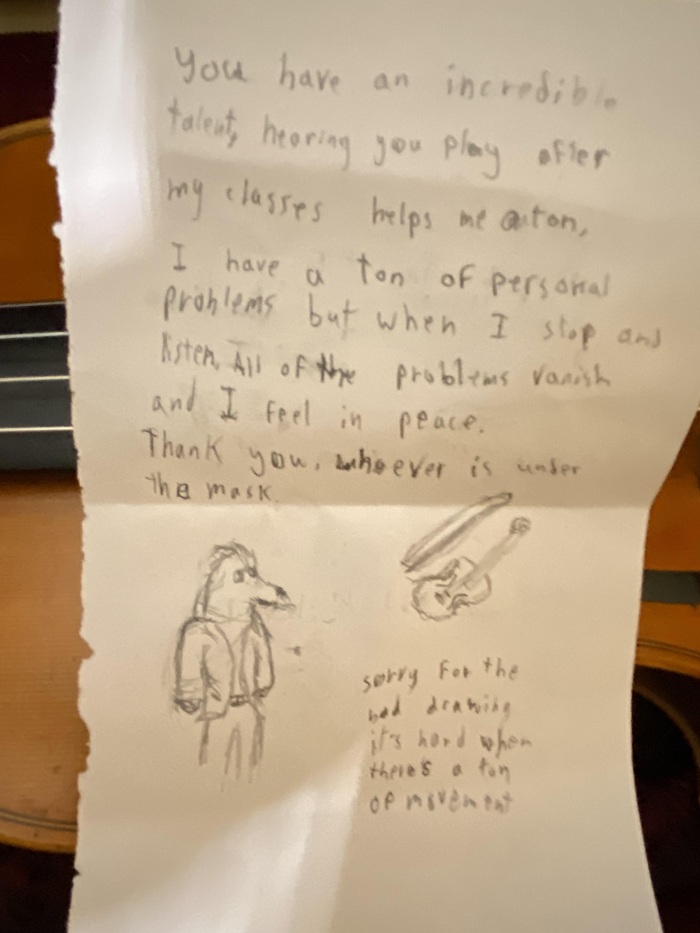 You have an incredible
talent, hearing you play after
my classes helps me a ton,
I have a ton of personal
problems but when I stop and
listen, All of the problems vanish
and I feel in peace.
Thank you, whoever is under
the mask.
sorry for the
bad drawing
it's hard when
there's a ton
of movement